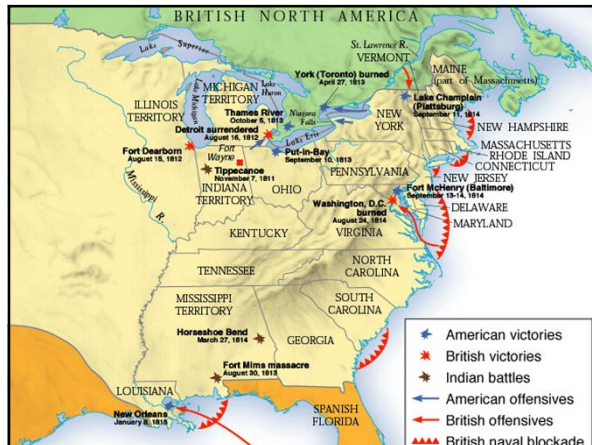 BRITISH NORTH AMERICA
Lake Superior
St. Lawrence R.
VERMONT
MAINE
(part of Massachusetts)
York (Toronto) burned
April 27, 1813
MICHIGAN
TERRITORY
Lake
Huron
Lake Michigan
Lake Champlain
(Plattsburg)
September 11, 1814
Thames River
October 5, 1813
Niagara
Falls
ILLINOIS
TERRITORY
Detroit surrendered
August 16, 1812
NEW
YORK
NEW HAMPSHIRE
Lake Erie
Fort Dearborn
August 15, 1812
Fort
Wayne
Put-in-Bay
September 10, 1813
MASSACHUSETTS
RHODE ISLAND
CONNECTICUT
Tippecanoe
November 7, 1811
PENNSYLVANIA
NEW JERSEY
INDIANA
TERRITORY
OHIO
Fort McHenry (Baltimore)
September 13-14, 1814
Mississippi R.
Washington, D.C.
burned
August 24, 1814
DELAWARE
MARYLAND
KENTUCKY
VIRGINIA
TENNESSEE
NORTH
CAROLINA
MISSISSIPPI
TERRITORY
SOUTH
CAROLINA
Horseshoe Bend
March 27, 1814
GEORGIA
Fort Mims massacre
August 30, 1813
LOUISIANA
New Orleans
January 8, 1815
SPANISH
FLORIDA
American victories
British victories
Indian battles
American offensives
British offensives
British naval blockade